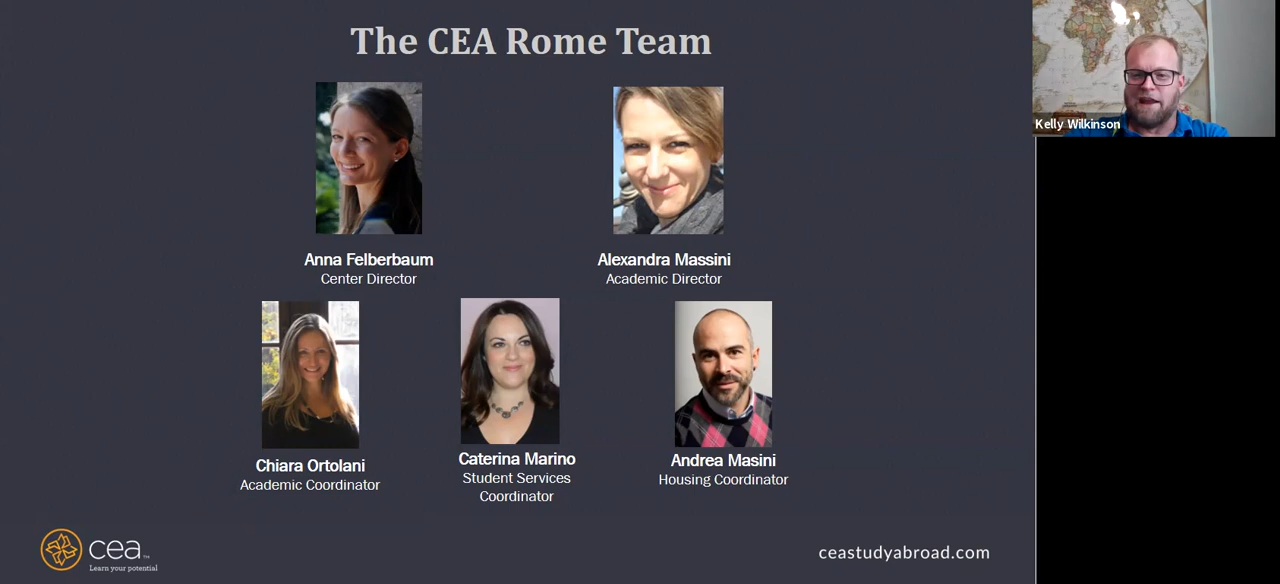 The CEA Rome Team
Kelly Wilkinson
Anna Felberbaum
Center Director
Alexandra Massini
Academic Director
Chiara Ortolani
Academic Coordinator
Caterina Marino
Student Services
Coordinator
Andrea Masini
Housing Coordinator
cea™
Learn your potential
ceastudyabroad.com